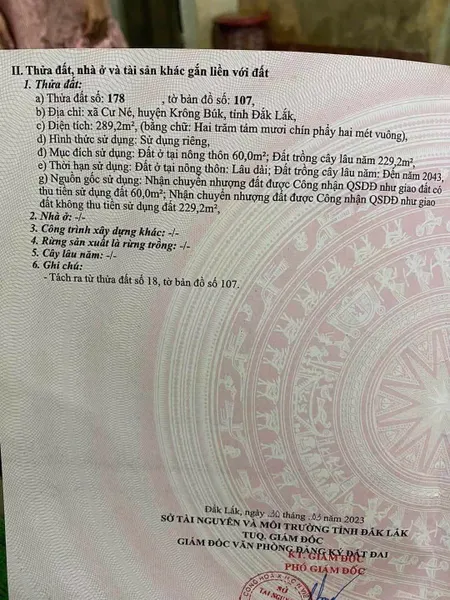 II. Thửa đất, nhà ở và tài sản khác gắn liền với đất
1. Thửa đất:
a) Thửa đất số: 178 , tờ bản đồ số: 107,
b) Địa chỉ: xã Cư Né, huyện Krông Búk, tỉnh Đắk Lắk,
c) Diện tích: 289,2m², (bằng chữ: Hai trăm tám mươi chín phẩy hai mét vuông),
d) Hình thức sử dụng: Sử dụng riêng,
đ) Mục đích sử dụng: Đất ở tại nông thôn 60,0m²; Đất trồng cây lâu năm 229,2m²,
e) Thời hạn sử dụng: Đất ở tại nông thôn: Lâu dài; Đất trồng cây lâu năm: Đến năm 2043,
g) Nguồn gốc sử dụng: Nhận chuyển nhượng đất được Công nhận QSDĐ như giao đất có
thu tiền sử dụng đất 60,0m²; Nhận chuyển nhượng đất được Công nhận QSDĐ như giao
đất không thu tiền sử dụng đất 229,2m²,
2. Nhà ở: -/-
3. Công trình xây dựng khác: -/-
4. Rừng sản xuất là rừng trồng: -/-
5. Cây lâu năm: -/-
6. Ghi chú:
- Tách ra từ thửa đất số 18, tờ bản đồ số 107.
Đắk Lắk, ngày tháng năm 2023
SỞ TÀI NGUYÊN VÀ MÔI TRƯỜNG TỈNH ĐẮK LẮK
TUQ. GIÁM ĐỐC
GIÁM ĐỐC VĂN PHÒNG ĐĂNG KÝ ĐẤT ĐAI
KT. GIÁM ĐỐC
PHÓ GIÁM ĐỐC
SỞ